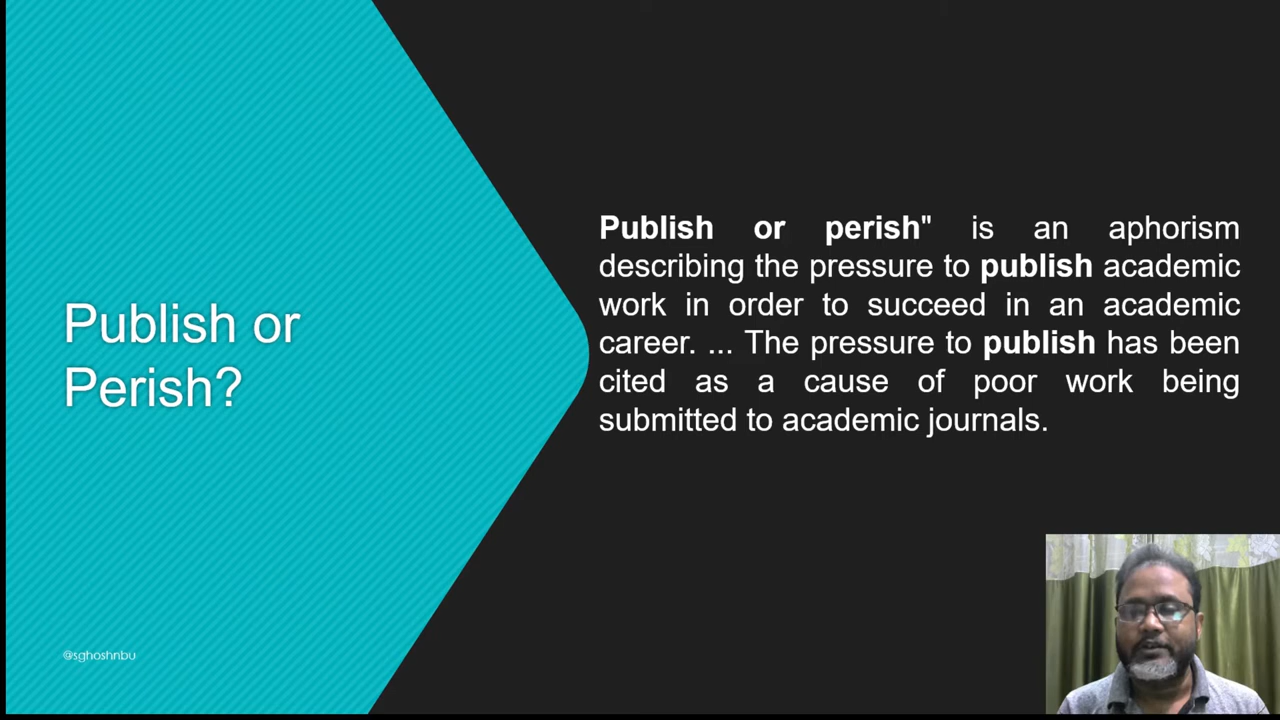 Publish or
Perish?
Publish or perish" is an aphorism
describing the pressure to publish academic
work in order to succeed in an academic
career. ... The pressure to publish has been
cited as a cause of poor work being
submitted to academic journals.
@sghoshnbu